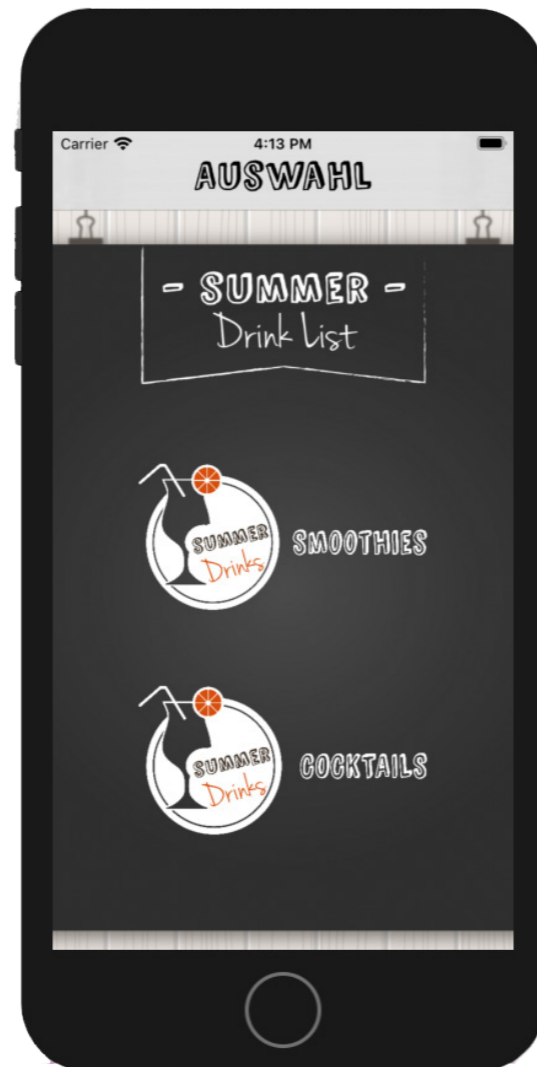 Carrier 4:13 PM
AUSWAHL
- SUMMER -
Drink List
SUMMER
Drinks
SMOOTHIES
SUMMER
Drinks
COCKTAILS